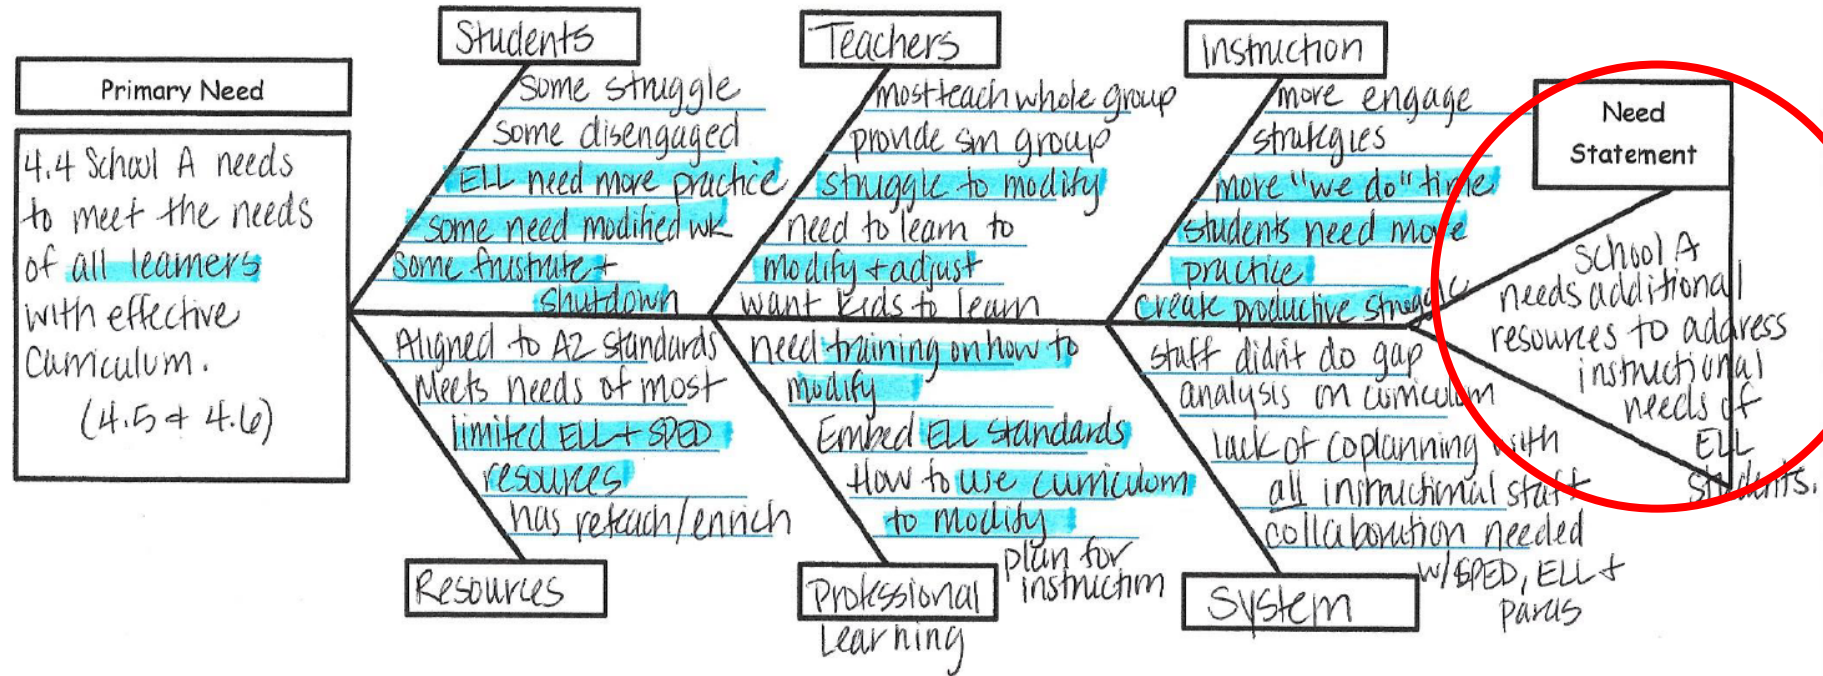 Primary Need
4.4 School A needs
to meet the needs
of all learners
with effective
Curriculum.
(4.5 + 4.6)
Students
Some struggle
some disengaged
ELL need more practice
some need modified wk
Some frustrate +
shutdown
Teachers
most teach whole group
provide sm group
struggle to modify
need to learn to
modify + adjust
want kids to learn
Instruction
more engage
strategies
more "we do" time
students need more
practice
create productive struggle
Resources
Aligned to AZ standards
Meets needs of most
limited ELL + SPED
resources
has reteach/enrich
Professional
Learning
need training on how to
modify
Embed ELL standards
How to use curriculum
to modify
plan for
instruction
System
staff didn't do gap
analysis on curriculum
lack of coplanning with
all instructional staff
collaboration needed
w/SPED, ELL +
paras
Need
Statement
School A
needs additional
resources to address
instructional
needs of
ELL
students.